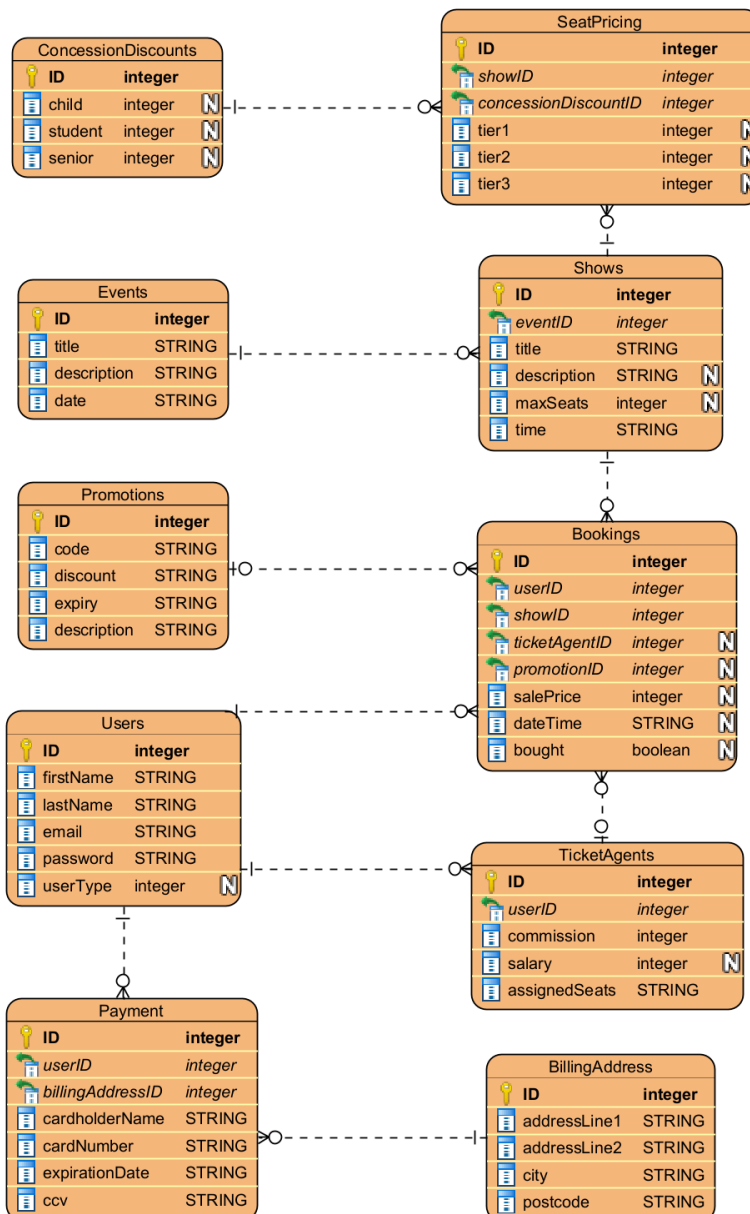 ConcessionDiscounts
ID integer
child integer N
student integer N
senior integer N
SeatPricing
ID integer
showID integer
concessionDiscountID integer
tier1 integer N
tier2 integer N
tier3 integer N
Events
ID integer
title STRING
description STRING
date STRING
Shows
ID integer
eventID integer
title STRING
description STRING N
maxSeats integer N
time STRING
Promotions
ID integer
code STRING
discount STRING
expiry STRING
description STRING
Bookings
ID integer
userID integer
showID integer
ticketAgentID integer N
promotionID integer N
salePrice integer N
dateTime STRING N
bought boolean N
Users
ID integer
firstName STRING
lastName STRING
email STRING
password STRING
userType integer N
TicketAgents
ID integer
userID integer
commission integer
salary integer N
assignedSeats STRING
Payment
ID integer
userID integer
billingAddressID integer
cardholderName STRING
cardNumber STRING
expirationDate STRING
ccv STRING
BillingAddress
ID integer
addressLine1 STRING
addressLine2 STRING
city STRING
postcode STRING